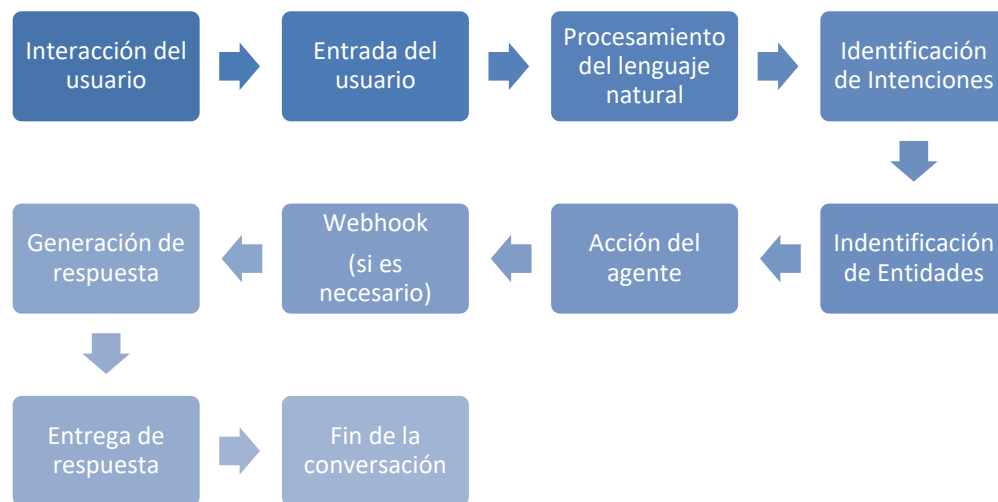 Interacción del
usuario
Entrada del
usuario
Procesamiento
del lenguaje
natural
Identificación
de Intenciones
Indentificación
de Entidades
Acción del
agente
Webhook
(si es
necesario)
Generación de
respuesta
Entrega de
respuesta
Fin de la
conversación